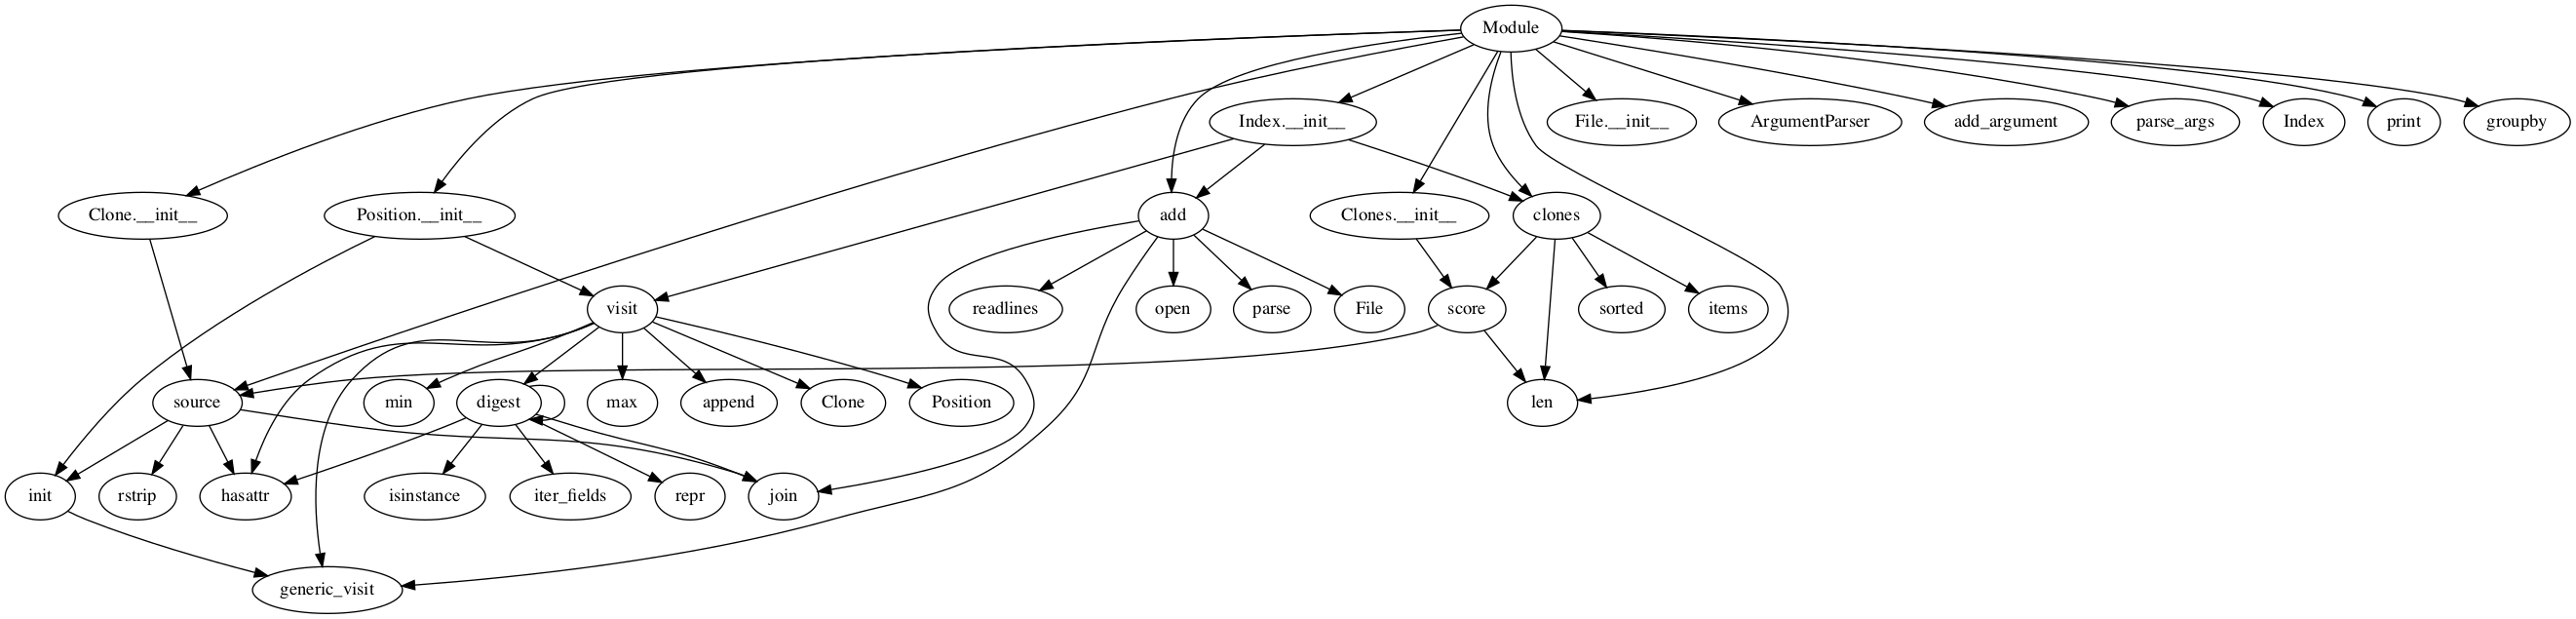 Module
Index.__init__
File.__init__
ArgumentParser
add_argument
parse_args
Index
print
groupby
Clone.__init__
Position.__init__
add
Clones.__init__
clones
visit
readlines
open
parse
File
score
sorted
items
source
min
digest
max
append
Clone
Position
len
init
rstrip
hasattr
isinstance
iter_fields
repr
join
generic_visit